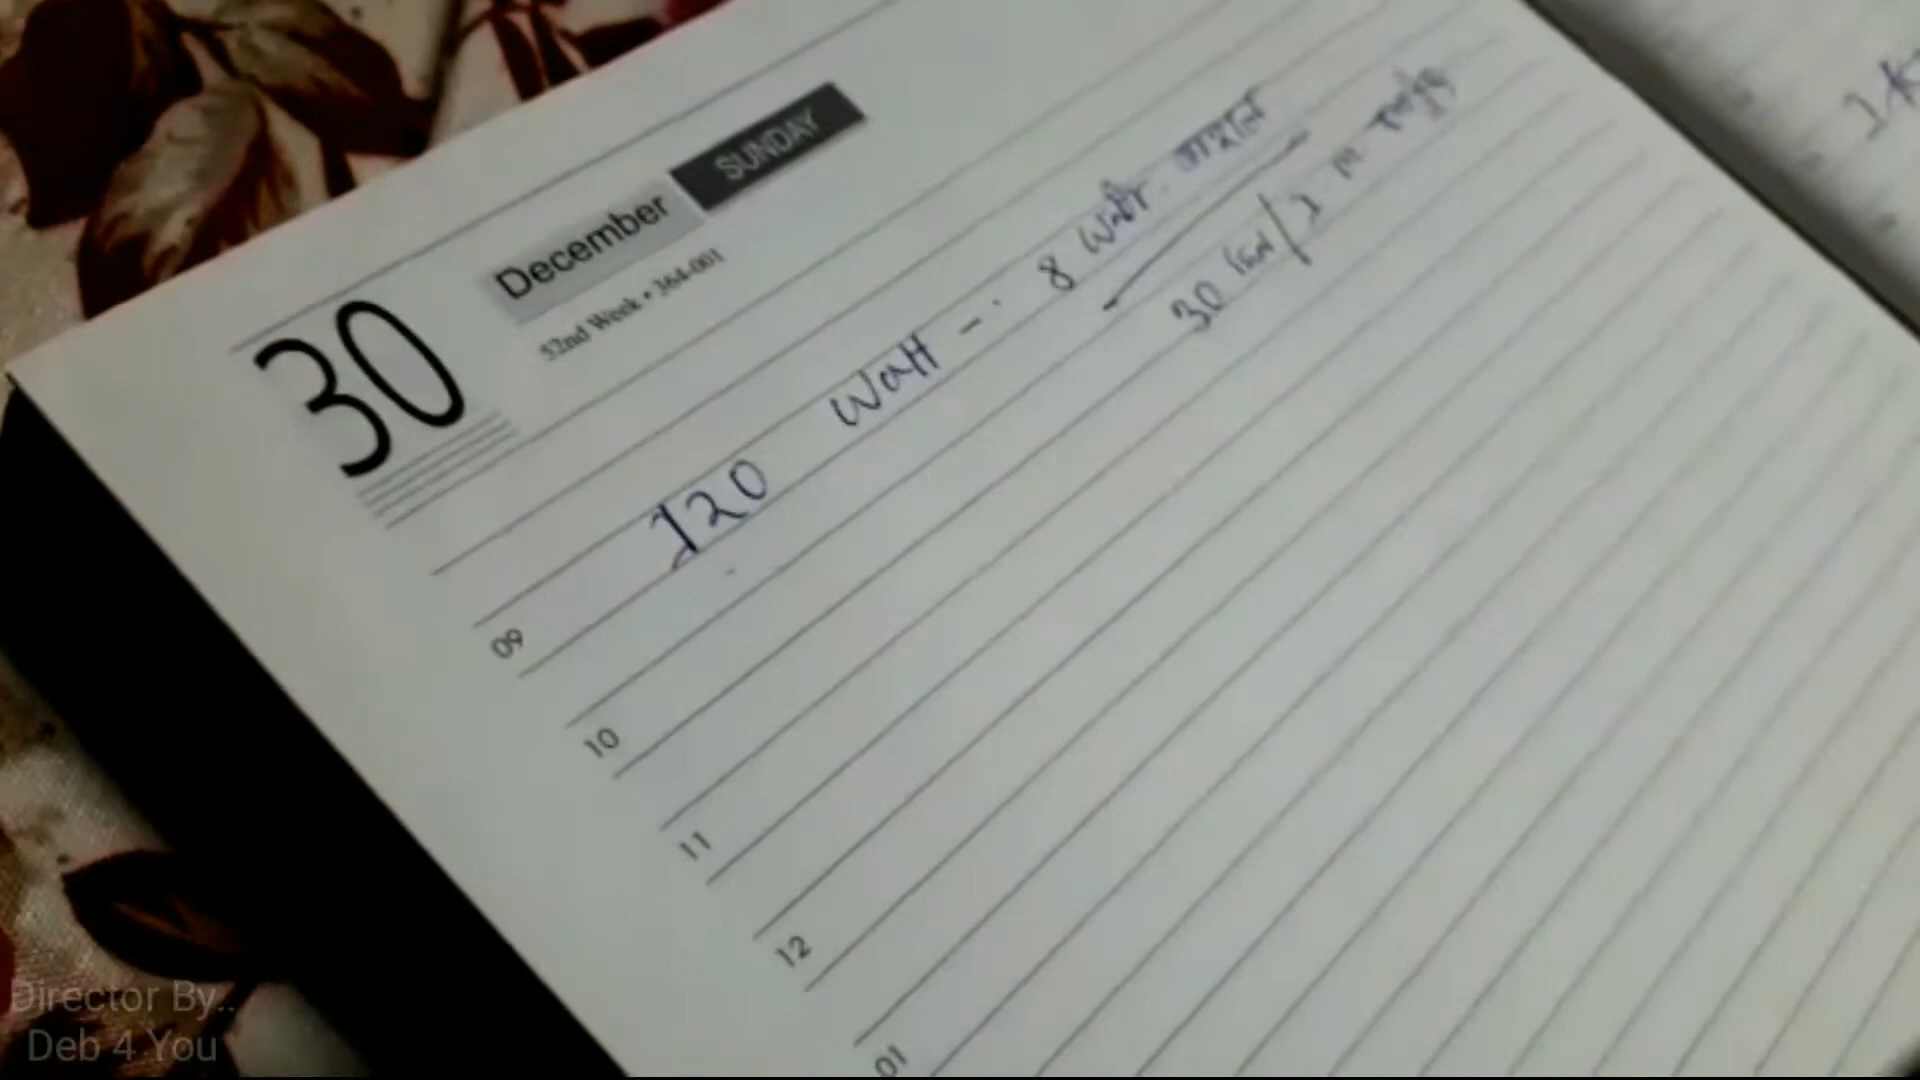 30
December
SUNDAY
52nd Week • 364-001
120 Watt - 8 Watt
30
09
10
11
12
01
Director By..
Deb 4 You